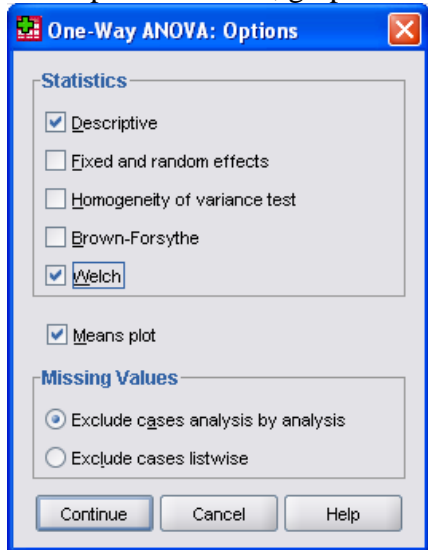 One-Way ANOVA: Options
Statistics
Descriptive
Fixed and random effects
Homogeneity of variance test
Brown-Forsythe
Welch
Means plot
Missing Values
Exclude cases analysis by analysis
Exclude cases listwise
Continue Cancel Help